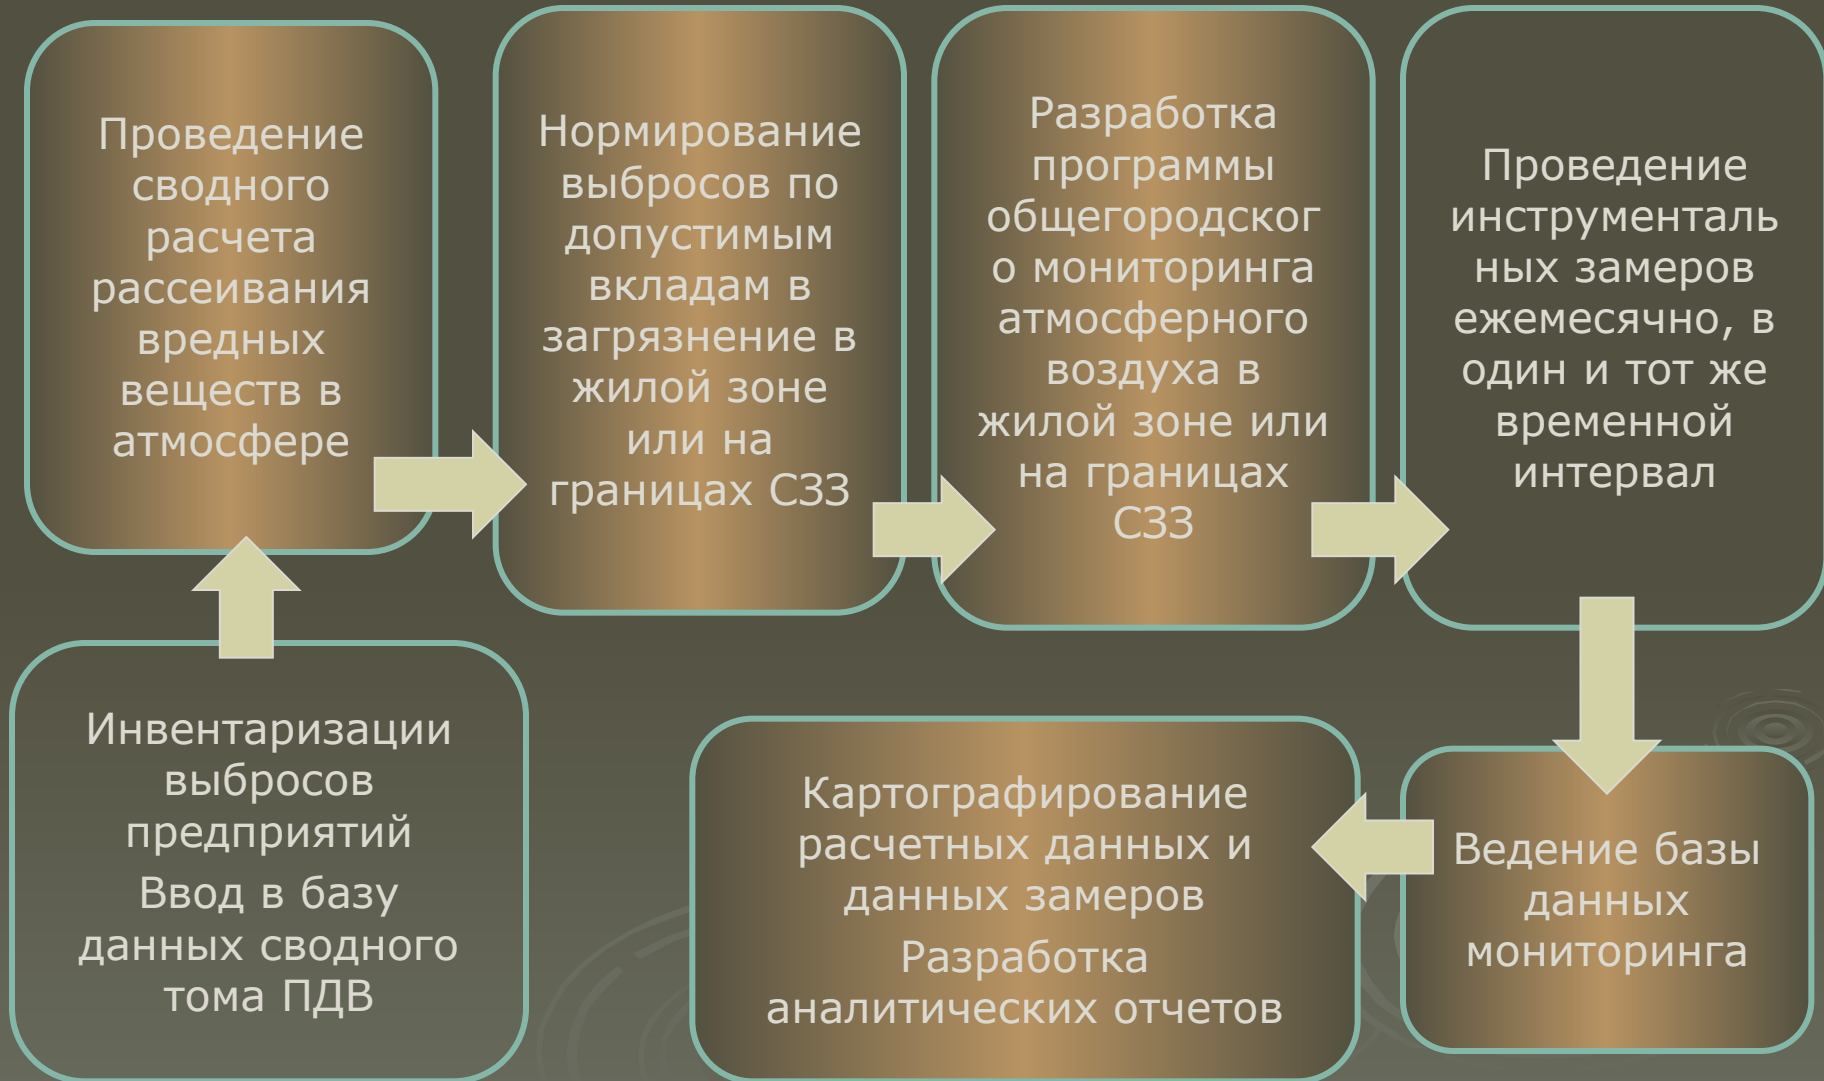 Проведение
сводного
расчета
рассеивания
вредных
веществ в
атмосфере
Нормирование
выбросов по
допустимым
вкладам в
загрязнение в
жилой зоне
или на
границах СЗЗ
Разработка
программы
общегородског
о мониторинга
атмосферного
воздуха в
жилой зоне или
на границах
СЗЗ
Проведение
инструменталь
ных замеров
ежемесячно, в
один и тот же
временной
интервал
Инвентаризации
выбросов
предприятий
Ввод в базу
данных сводного
тома ПДВ
Картографирование
расчетных данных и
данных замеров
Разработка
аналитических отчетов
Ведение базы
данных
мониторинга